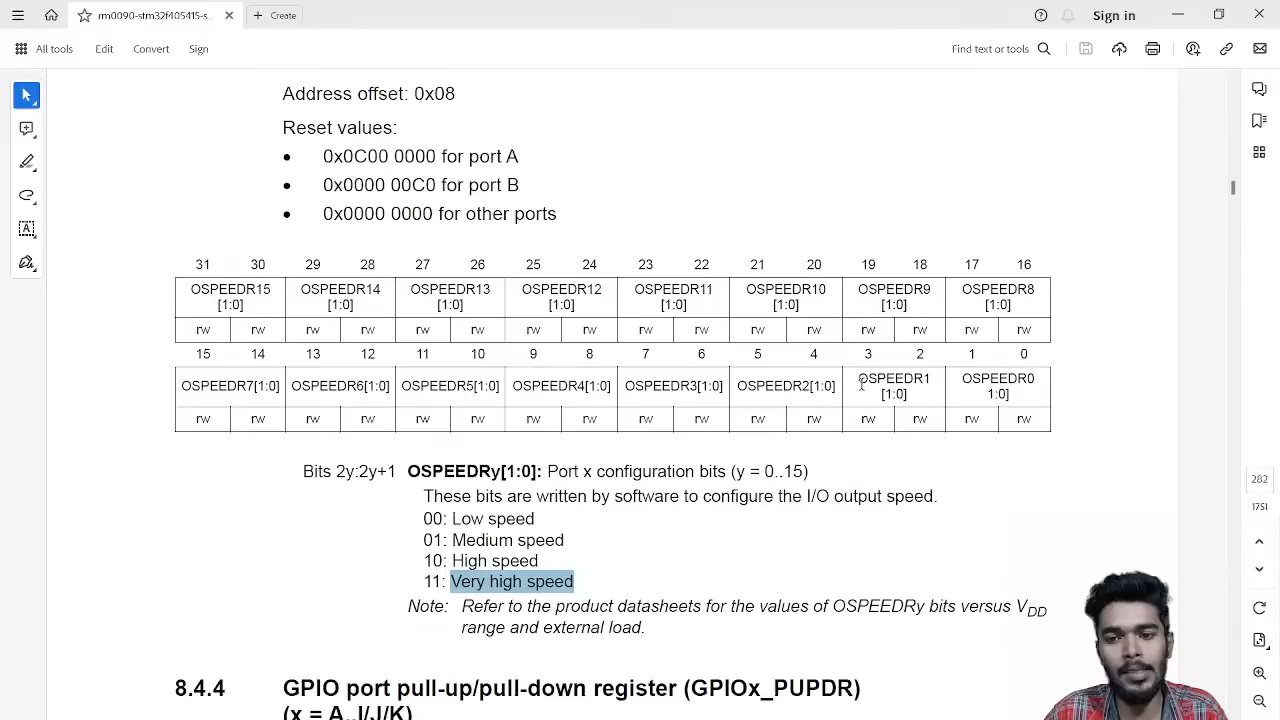 rm0090-stm32f405415-s...
Create
Sign in
All tools
Edit
Convert
Sign
Find text or tools
Address offset: 0x08
Reset values:
• 0x0C00 0000 for port A
• 0x0000 00C0 for port B
• 0x0000 0000 for other ports
31 30 29 28 27 26 25 24 23 22 21 20 19 18 17 16
OSPEEDR15 OSPEEDR14 OSPEEDR13 OSPEEDR12 OSPEEDR11 OSPEEDR10 OSPEEDR9 OSPEEDR8
[1:0] [1:0] [1:0] [1:0] [1:0] [1:0] [1:0] [1:0]
rw rw rw rw rw rw rw rw rw rw rw rw rw rw rw rw
15 14 13 12 11 10 9 8 7 6 5 4 3 2 1 0
OSPEEDR7[1:0] OSPEEDR6[1:0] OSPEEDR5[1:0] OSPEEDR4[1:0] OSPEEDR3[1:0] OSPEEDR2[1:0] OSPEEDR1 OSPEEDR0
[1:0] 1:0]
rw rw rw rw rw rw rw rw rw rw rw rw rw rw rw rw
Bits 2y:2y+1 OSPEEDRy[1:0]: Port x configuration bits (y = 0..15)
These bits are written by software to configure the I/O output speed.
00: Low speed
01: Medium speed
10: High speed
11: Very high speed
Note: Refer to the product datasheets for the values of OSPEEDRy bits versus VDD
range and external load.
282
1751
8.4.4 GPIO port pull-up/pull-down register (GPIOx_PUPDR)
(x = A..I/J/K)